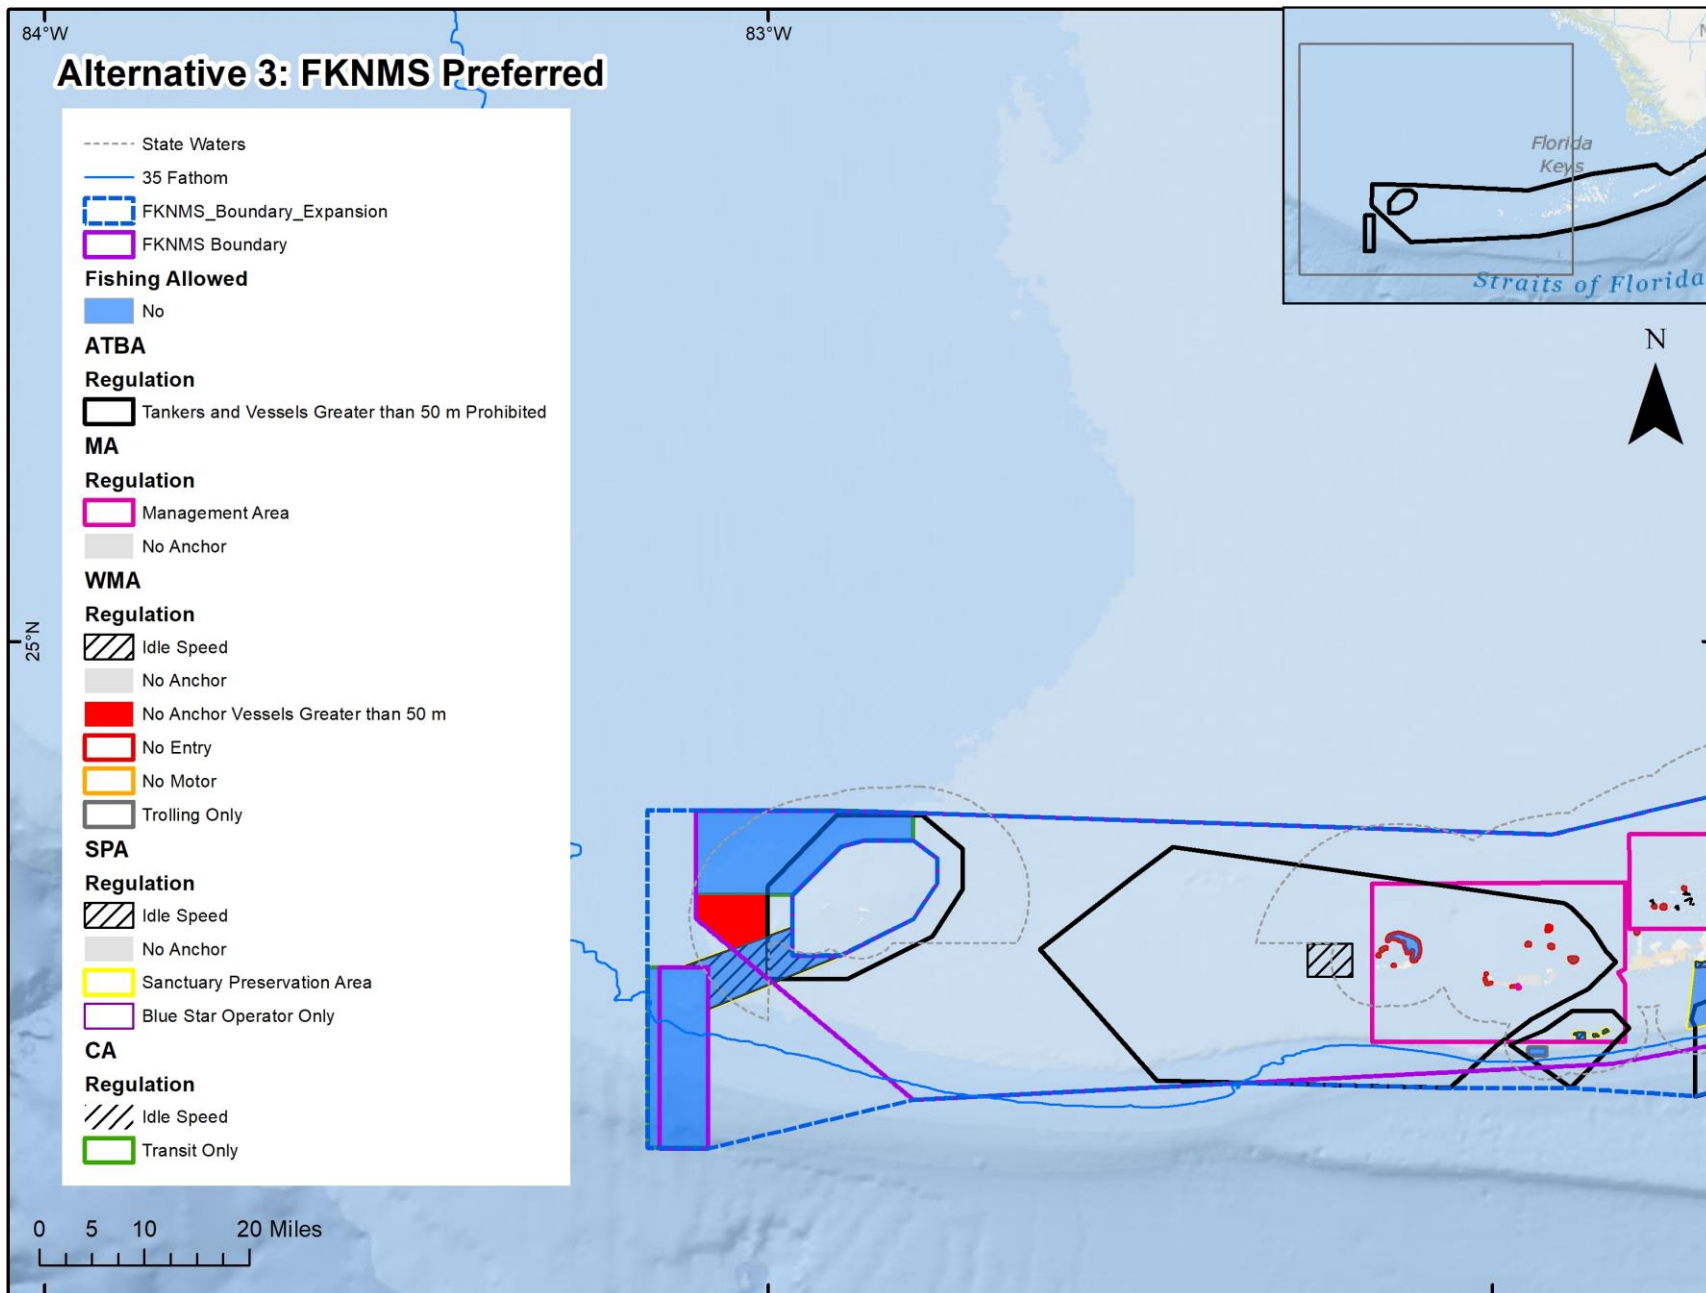 84°W
83°W
Alternative 3: FKNMS Preferred
State Waters
35 Fathom
FKNMS_Boundary_Expansion
FKNMS Boundary
Fishing Allowed
No
ATBA
Regulation
Tankers and Vessels Greater than 50 m Prohibited
MA
Regulation
Management Area
No Anchor
WMA
Regulation
Idle Speed
No Anchor
No Anchor Vessels Greater than 50 m
No Entry
No Motor
Trolling Only
SPA
Regulation
Idle Speed
No Anchor
Sanctuary Preservation Area
Blue Star Operator Only
CA
Regulation
Idle Speed
Transit Only
0 5 10 20 Miles
25°N
Florida
Keys
Straits of Florida
N